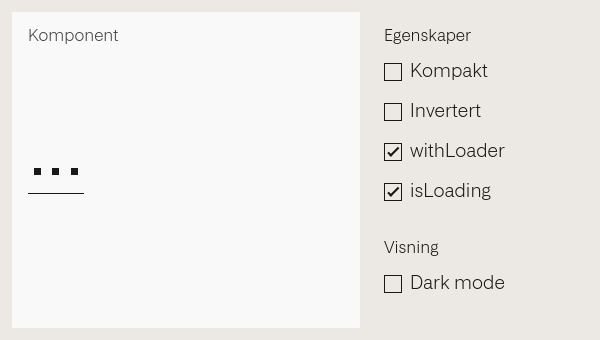 Komponent
Egenskaper
Kompakt
Invertert
withLoader
isLoading
Visning
Dark mode